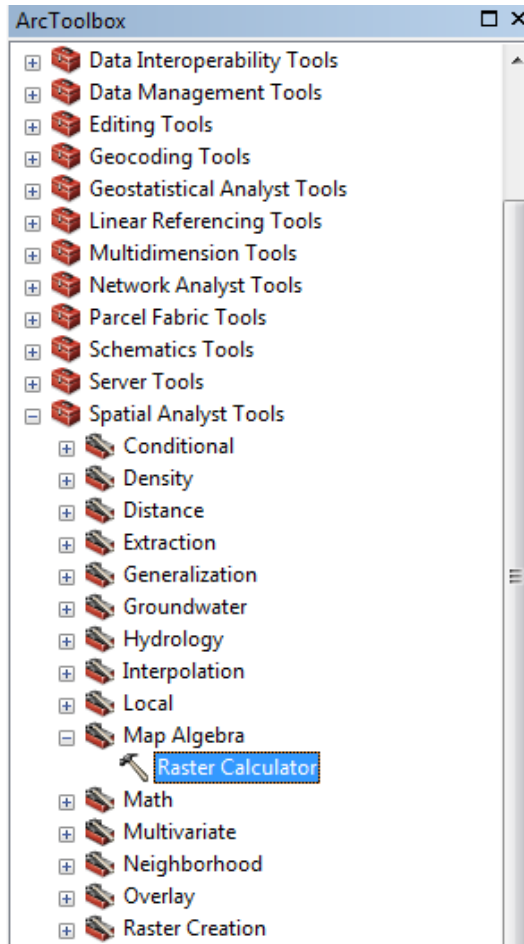 ArcToolbox
Data Interoperability Tools
Data Management Tools
Editing Tools
Geocoding Tools
Geostatistical Analyst Tools
Linear Referencing Tools
Multidimension Tools
Network Analyst Tools
Parcel Fabric Tools
Schematics Tools
Server Tools
Spatial Analyst Tools
Conditional
Density
Distance
Extraction
Generalization
Groundwater
Hydrology
Interpolation
Local
Map Algebra
Raster Calculator
Math
Multivariate
Neighborhood
Overlay
Raster Creation